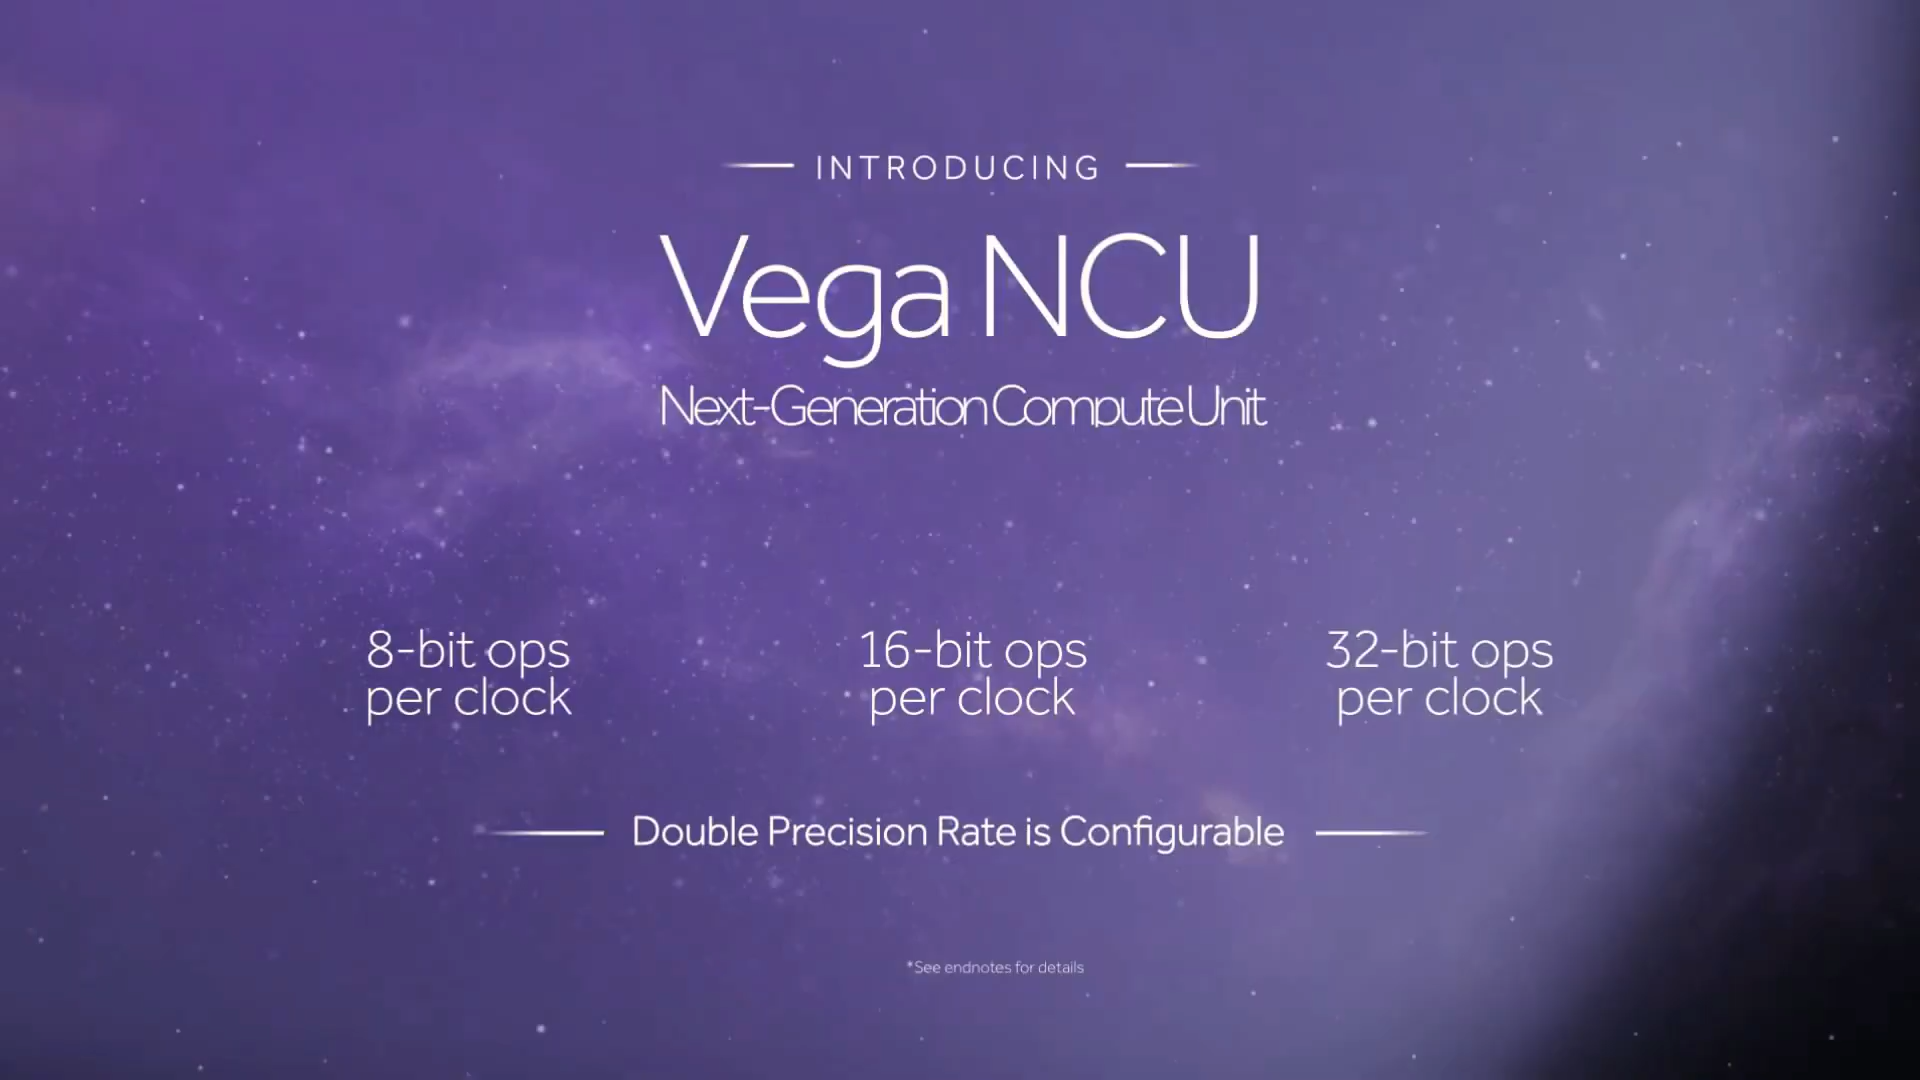 INTRODUCING
Vega NCU
Next-Generation Compute Unit
8-bit ops
per clock
16-bit ops
per clock
32-bit ops
per clock
Double Precision Rate is Configurable
*See endnotes for details